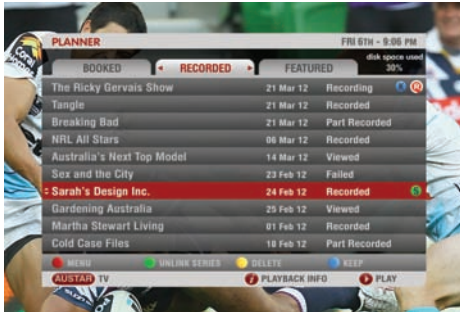 PLANNER FRI 6TH - 9:06 PM
disk space used
BOOKED RECORDED FEATURED 30%
The Ricky Gervais Show 21 Mar 12 Recording R
Tangle 21 Mar 12 Recorded
Breaking Bad 21 Mar 12 Part Recorded
NRL All Stars 06 Mar 12 Recorded
Australia's Next Top Model 14 Mar 12 Viewed
Sex and the City 23 Feb 12 Failed
Sarah's Design Inc. 24 Feb 12 Recorded S
Gardening Australia 25 Feb 12 Viewed
Martha Stewart Living 01 Feb 12 Recorded
Cold Case Files 18 Feb 12 Part Recorded
MENU UNLINK SERIES DELETE KEEP
AUSTAR TV i PLAYBACK INFO PLAY